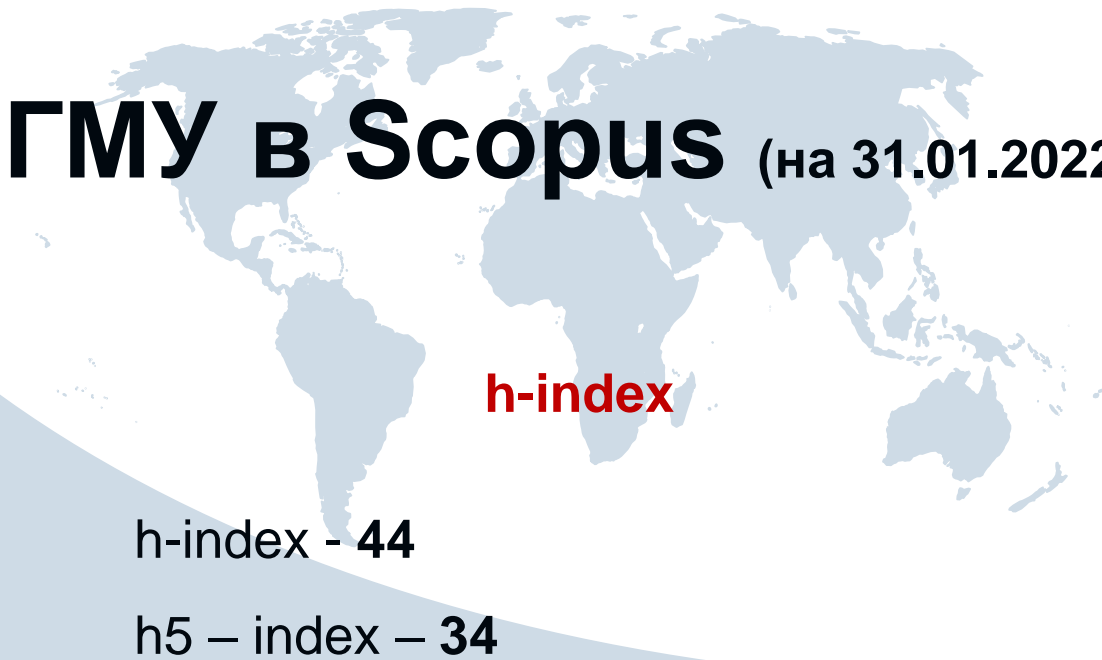 ГМУ в Scopus (на 31.01.2022
h-index
h-index - 44
h5 – index – 34